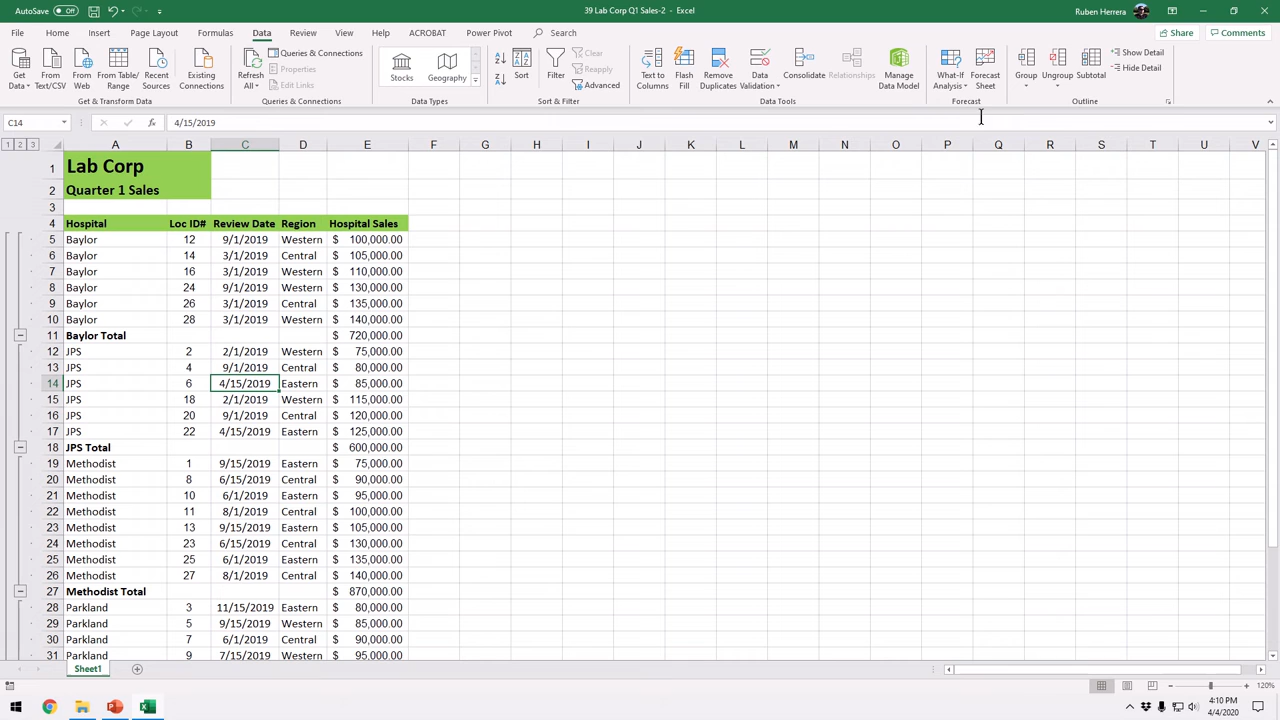 AutoSave Off
39 Lab Corp Q1 Sales-2 - Excel
Ruben Herrera
File Home Insert Page Layout Formulas Data Review View Help ACROBAT Power Pivot Search
Share Comments
Get Data
From Text/CSV
From Web
From Table/ Range
Recent Sources
Existing Connections
Get & Transform Data
Refresh All
Queries & Connections
Properties
Edit Links
Queries & Connections
Stocks
Geography
Data Types
Sort
Filter
Clear
Reapply
Advanced
Sort & Filter
Text to Columns
Flash Fill
Remove Duplicates
Data Validation
Consolidate
Relationships
Manage Data Model
Data Tools
What-If Analysis
Forecast Sheet
Forecast
Group
Ungroup
Subtotal
Show Detail
Hide Detail
Outline
C14
fx
4/15/2019
1 2 3
A B C D E F G H I J K L M N O P Q R S T U V
1 Lab Corp
2 Quarter 1 Sales
3
4 Hospital Loc ID# Review Date Region Hospital Sales
5 Baylor 12 9/1/2019 Western $ 100,000.00
6 Baylor 14 3/1/2019 Central $ 105,000.00
7 Baylor 16 3/1/2019 Western $ 110,000.00
8 Baylor 24 9/1/2019 Western $ 130,000.00
9 Baylor 26 3/1/2019 Central $ 135,000.00
10 Baylor 28 3/1/2019 Western $ 140,000.00
11 Baylor Total $ 720,000.00
12 JPS 2 2/1/2019 Western $ 75,000.00
13 JPS 4 9/1/2019 Central $ 80,000.00
14 JPS 6 4/15/2019 Eastern $ 85,000.00
15 JPS 18 2/1/2019 Western $ 115,000.00
16 JPS 20 9/1/2019 Central $ 120,000.00
17 JPS 22 4/15/2019 Eastern $ 125,000.00
18 JPS Total $ 600,000.00
19 Methodist 1 9/15/2019 Eastern $ 75,000.00
20 Methodist 8 6/15/2019 Central $ 90,000.00
21 Methodist 10 6/1/2019 Eastern $ 95,000.00
22 Methodist 11 8/1/2019 Central $ 100,000.00
23 Methodist 13 9/15/2019 Eastern $ 105,000.00
24 Methodist 23 6/15/2019 Central $ 130,000.00
25 Methodist 25 6/1/2019 Eastern $ 135,000.00
26 Methodist 27 8/1/2019 Central $ 140,000.00
27 Methodist Total $ 870,000.00
28 Parkland 3 11/15/2019 Eastern $ 80,000.00
29 Parkland 5 9/15/2019 Western $ 85,000.00
30 Parkland 7 6/1/2019 Central $ 90,000.00
31 Parkland 9 7/15/2019 Western $ 95,000.00
Sheet1
120%
4:10 PM
4/4/2020